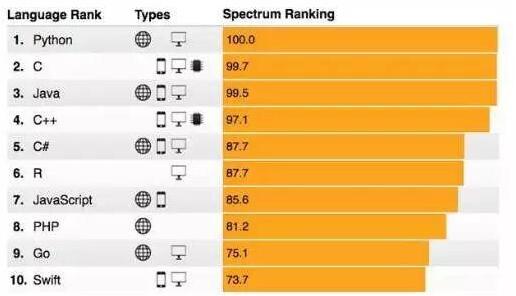 Language Rank Types Spectrum Ranking
1. Python 100.0
2. C 99.7
3. Java 99.5
4. C++ 97.1
5. C# 87.7
6. R 87.7
7. JavaScript 85.6
8. PHP 81.2
9. Go 75.1
10. Swift 73.7